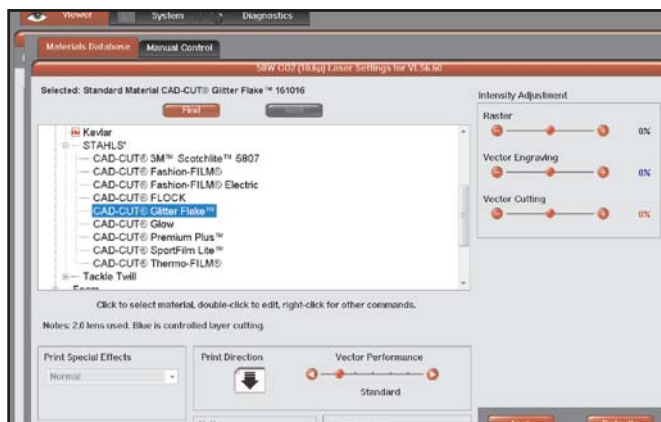 Viewer System Diagnostics
Materials Database Manual Control
50W CO2 (10.6µ) Laser Settings for VLS6.60
Selected: Standard Material CAD-CUT® Glitter Flake™ 161016
Find
Intensity Adjustment
Raster
0%
Vector Engraving
0%
Vector Cutting
0%
Kevlar
STAHLS'
CAD-CUT® 3M™ Scotchlite™ 5807
CAD-CUT® Fashion-FILM®
CAD-CUT® Fashion-FILM® Electric
CAD-CUT® FLOCK
CAD-CUT® Glitter Flake™
CAD-CUT® Glow
CAD-CUT® Premium Plus™
CAD-CUT® SportFilm Lite™
CAD-CUT® Thermo-FILM®
Tackle Twill
Click to select material, double-click to edit, right-click for other commands.
Notes: 2.0 lens used. Blue is controlled layer cutting.
Print Special Effects
Normal
Print Direction
Vector Performance
Standard